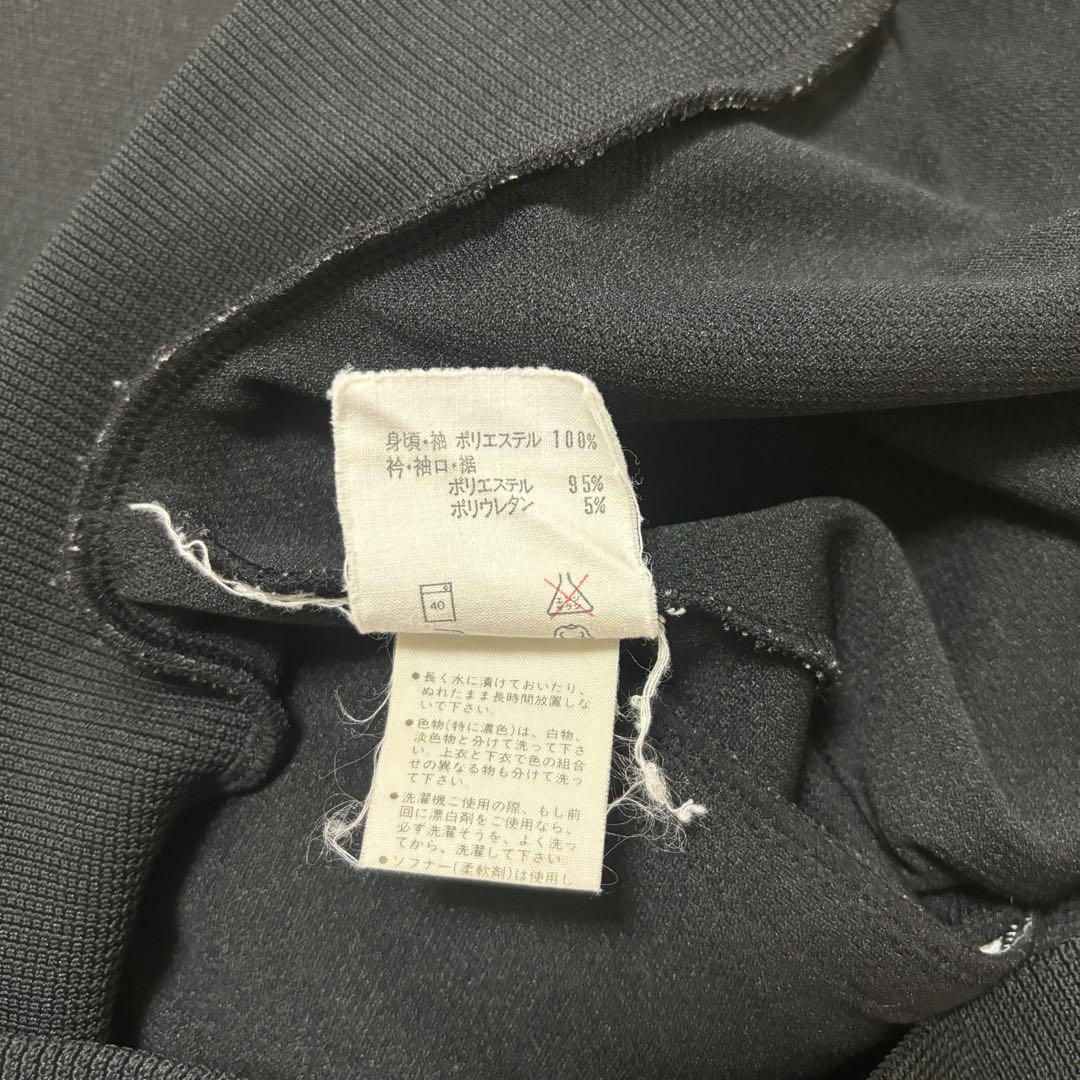 身頃・袖 ポリエステル 100%
衿・袖口・裾
ポリエステル 95%
ポリウレタン 5%
40
エンソ
サラシ
●長く水に漬けておいたり、
ぬれたまま長時間放置しな
いで下さい。
●色物(特に濃色)は、白物、
淡色物と分けて洗って下さ
い。上衣と下衣で色の組合
せの異なる物も分けて洗っ
て下さい。
●洗濯機ご使用の際、もし前
回に漂白剤をご使用なら、
必ず洗濯そうを、よく洗っ
てから、洗濯して下さい。
●ソフナー(柔軟剤)は使用し